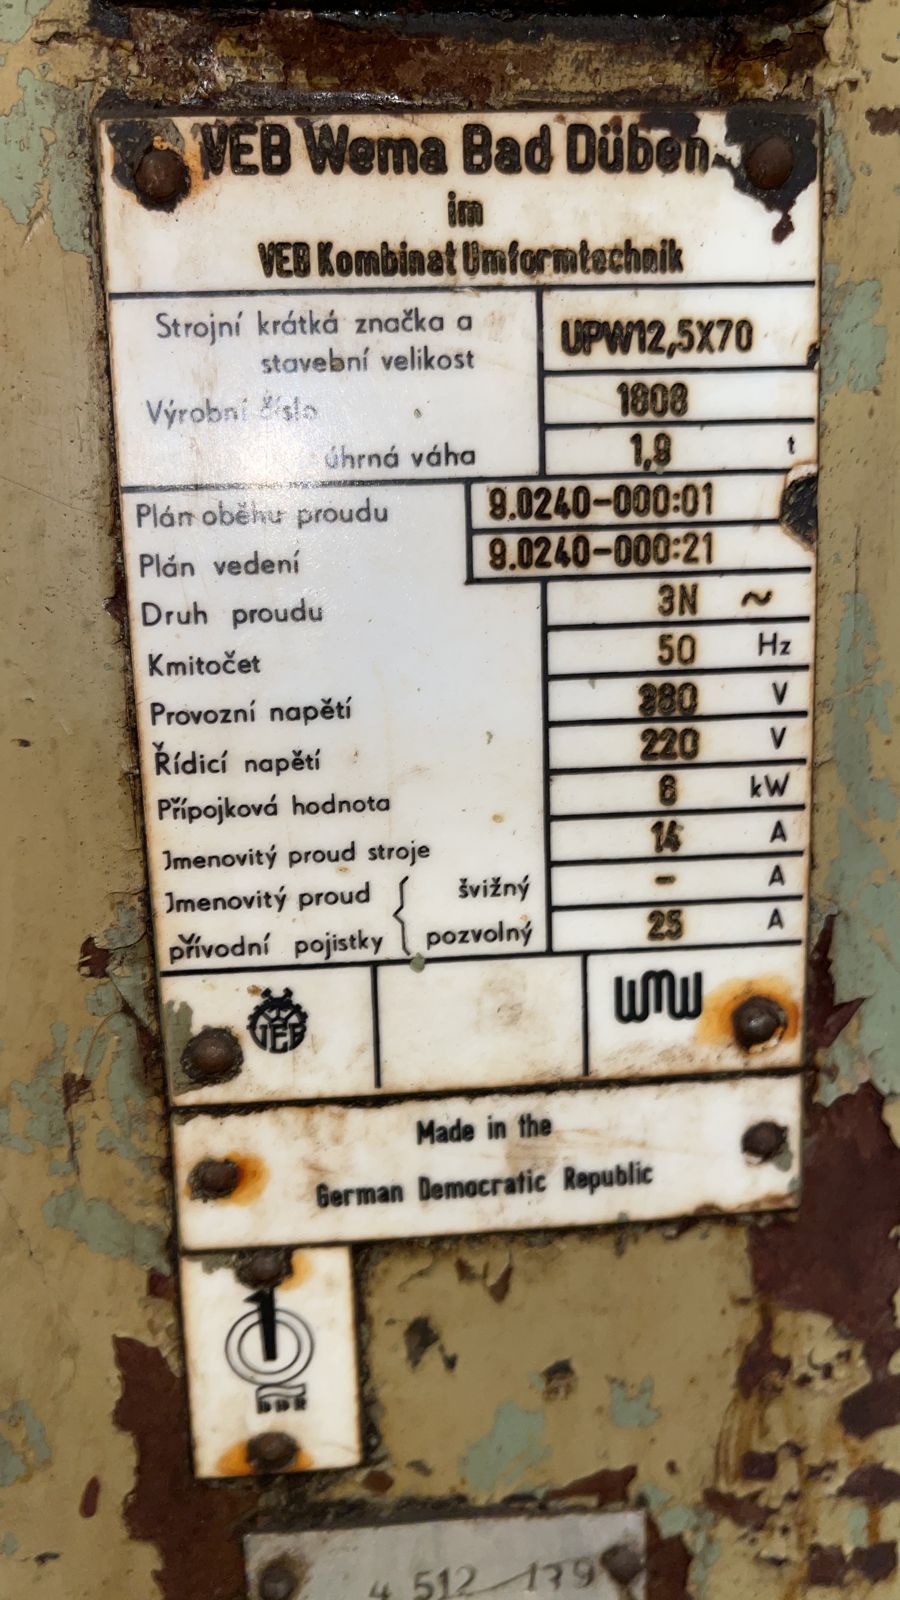 VEB Wema Bad Düben
im
VEB Kombinat Umformtechnik
Strojní krátká značka a
stavební velikost UPW12,5X70
Výrobní číslo 1808
úhrná váha 1,9 t
Plán oběhu proudu 9.0240-000:01
Plán vedení 9.0240-000:21
Druh proudu 3N ~
Kmitočet 50 Hz
Provozní napětí 380 V
Řídicí napětí 220 V
Přípojková hodnota 6 kW
Jmenovitý proud stroje 14 A
Jmenovitý proud švižný - A
přívodní pojistky pozvolný 25 A
VEB WMW
Made in the
German Democratic Republic
1
DDR
4 512 179